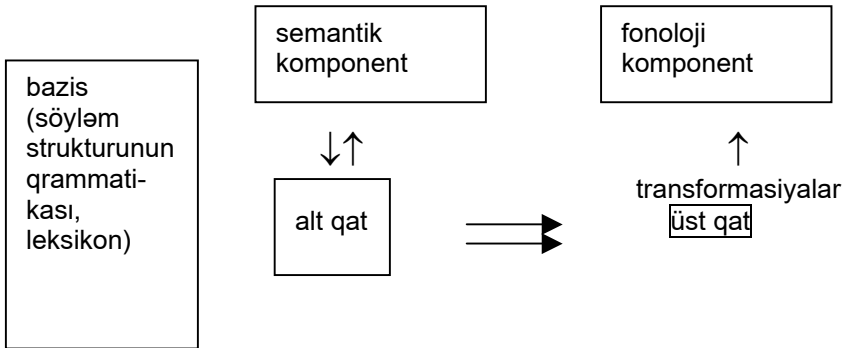 semantik
komponent
fonoloji
komponent
bazis
(söyləm
strukturunun
qrammati-
kası,
leksikon)
alt qat
transformasiyalar
üst qat